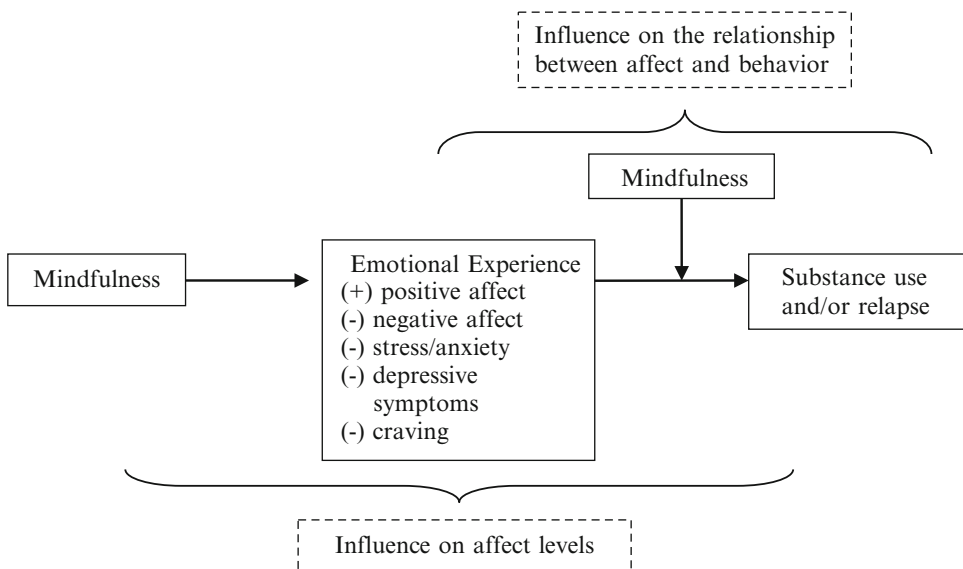 Influence on the relationship
between affect and behavior
Mindfulness
Mindfulness
Emotional Experience
(+) positive affect
(-) negative affect
(-) stress/anxiety
(-) depressive
symptoms
(-) craving
Substance use
and/or relapse
Influence on affect levels